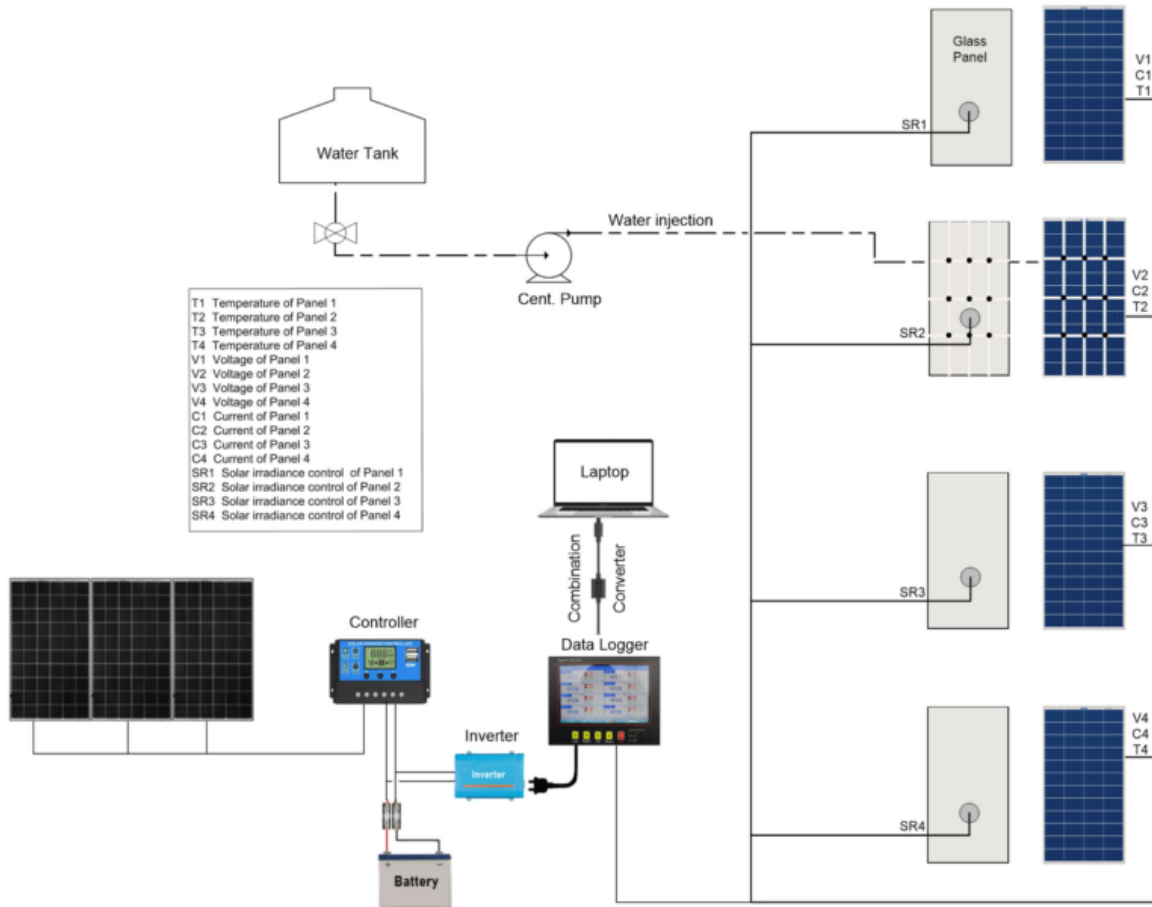 Glass
Panel
V1
C1
T1
SR1
Water Tank
Water injection
Cent. Pump
V2
C2
T2
SR2
T1 Temperature of Panel 1
T2 Temperature of Panel 2
T3 Temperature of Panel 3
T4 Temperature of Panel 4
V1 Voltage of Panel 1
V2 Voltage of Panel 2
V3 Voltage of Panel 3
V4 Voltage of Panel 4
C1 Current of Panel 1
C2 Current of Panel 2
C3 Current of Panel 3
C4 Current of Panel 4
SR1 Solar irradiance control of Panel 1
SR2 Solar irradiance control of Panel 2
SR3 Solar irradiance control of Panel 3
SR4 Solar irradiance control of Panel 4
Laptop
Combination
Converter
V3
C3
T3
SR3
Controller
SOLAR CHARGE CONTROLLER
Data Logger
Inverter
Inverter
V4
C4
T4
SR4
+ −
Battery